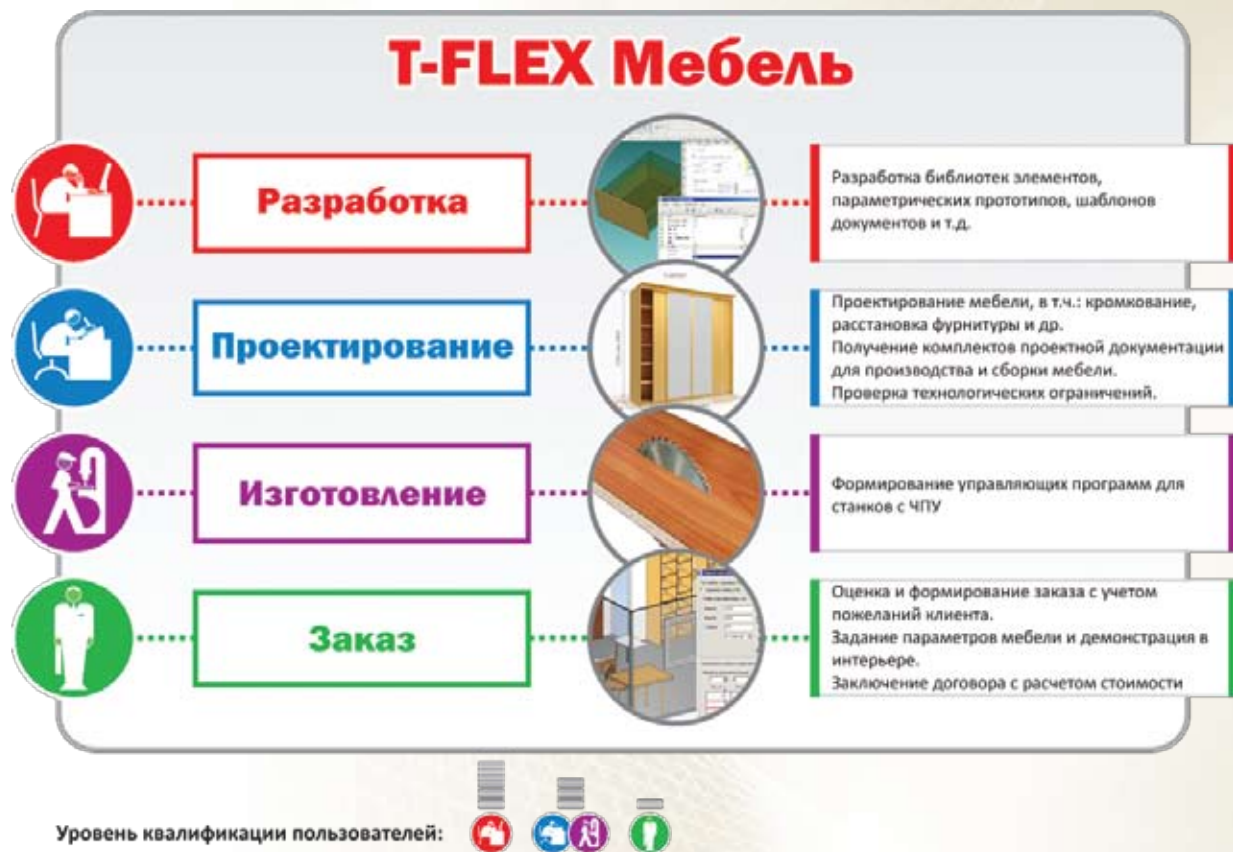 T-FLEX Мебель
Разработка
Разработка библиотек элементов,
параметрических прототипов, шаблонов
документов и т.д.
Проектирование
Проектирование мебели, в т.ч.: кромкование,
расстановка фурнитуры и др.
Получение комплектов проектной документации
для производства и сборки мебели.
Проверка технологических ограничений.
Изготовление
Формирование управляющих программ для
станков с ЧПУ
Заказ
Оценка и формирование заказа с учетом
пожеланий клиента.
Задание параметров мебели и демонстрация в
интерьере.
Заключение договора с расчетом стоимости
Уровень квалификации пользователей: